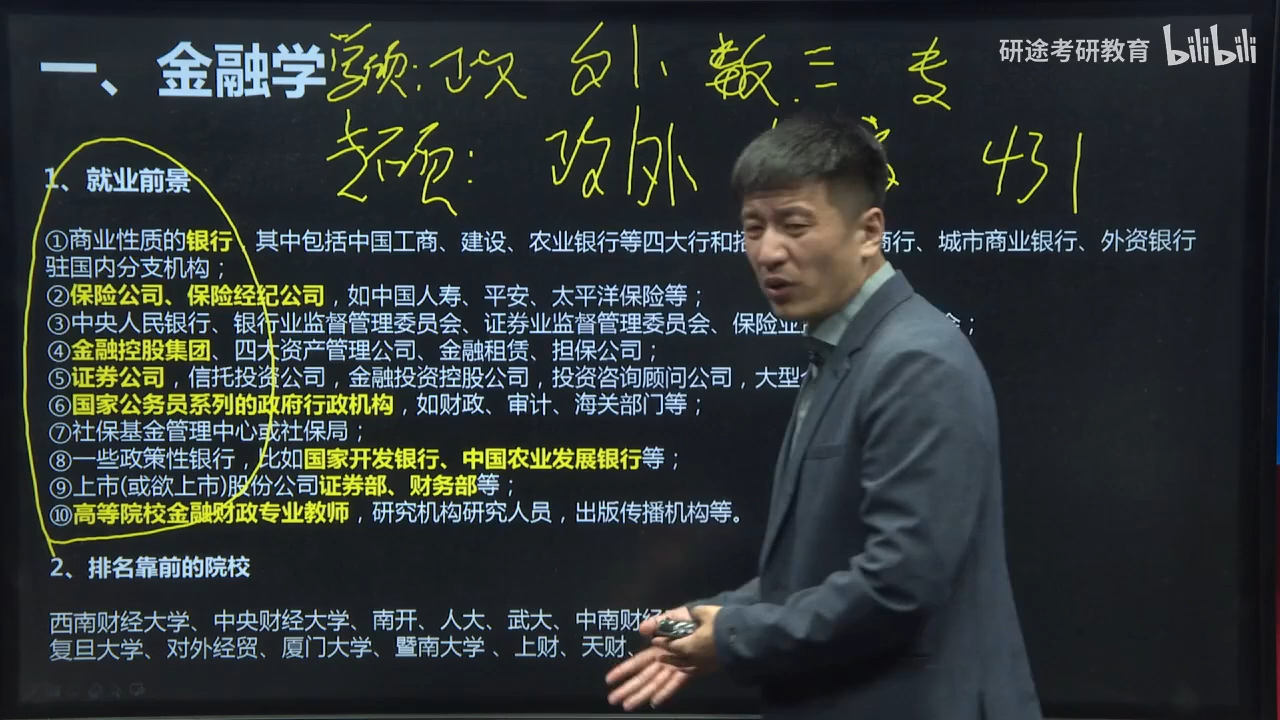 研途考研教育 bilibili
一、金融学 学硕：政 外 数三 专
专硕：政 外 431
1、就业前景
①商业性质的银行，其中包括中国工商、建设、农业银行等四大行和招 商行、城市商业银行、外资银行
驻国内分支机构；
②保险公司、保险经纪公司，如中国人寿、平安、太平洋保险等；
③中央人民银行、银行业监督管理委员会、证券业监督管理委员会、保险业
④金融控股集团、四大资产管理公司、金融租赁、担保公司；
⑤证券公司，信托投资公司，金融投资控股公司，投资咨询顾问公司，大型
⑥国家公务员系列的政府行政机构，如财政、审计、海关部门等；
⑦社保基金管理中心或社保局；
⑧一些政策性银行，比如国家开发银行、中国农业发展银行等；
⑨上市(或欲上市)股份公司证券部、财务部等；
⑩高等院校金融财政专业教师，研究机构研究人员，出版传播机构等。
2、排名靠前的院校
西南财经大学、中央财经大学、南开、人大、武大、中南财经
复旦大学、对外经贸、厦门大学、暨南大学 、上财、天财、